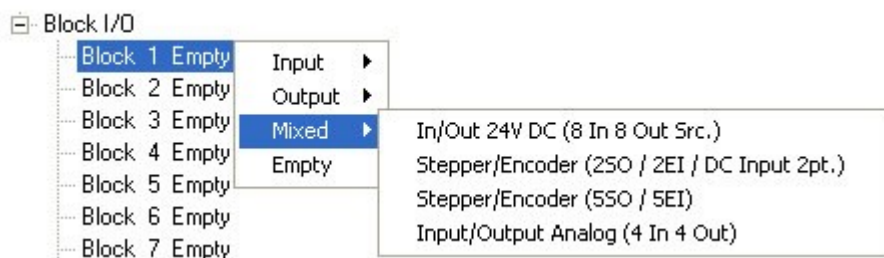 Block I/O
Block 1 Empty
Block 2 Empty
Block 3 Empty
Block 4 Empty
Block 5 Empty
Block 6 Empty
Block 7 Empty
Input
Output
Mixed
Empty
In/Out 24V DC (8 In 8 Out Src.)
Stepper/Encoder (2SO / 2EI / DC Input 2pt.)
Stepper/Encoder (5SO / 5EI)
Input/Output Analog (4 In 4 Out)